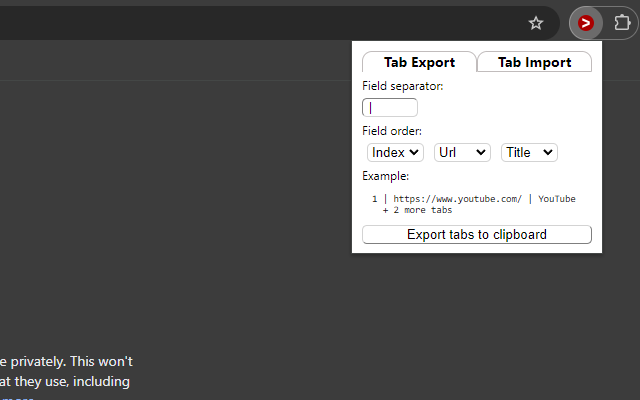 Tab Export Tab Import
Field separator:
|
Field order:
Index Url Title
Example:
1 | https://www.youtube.com/ | YouTube
+ 2 more tabs
Export tabs to clipboard
e privately. This won't
at they use, including